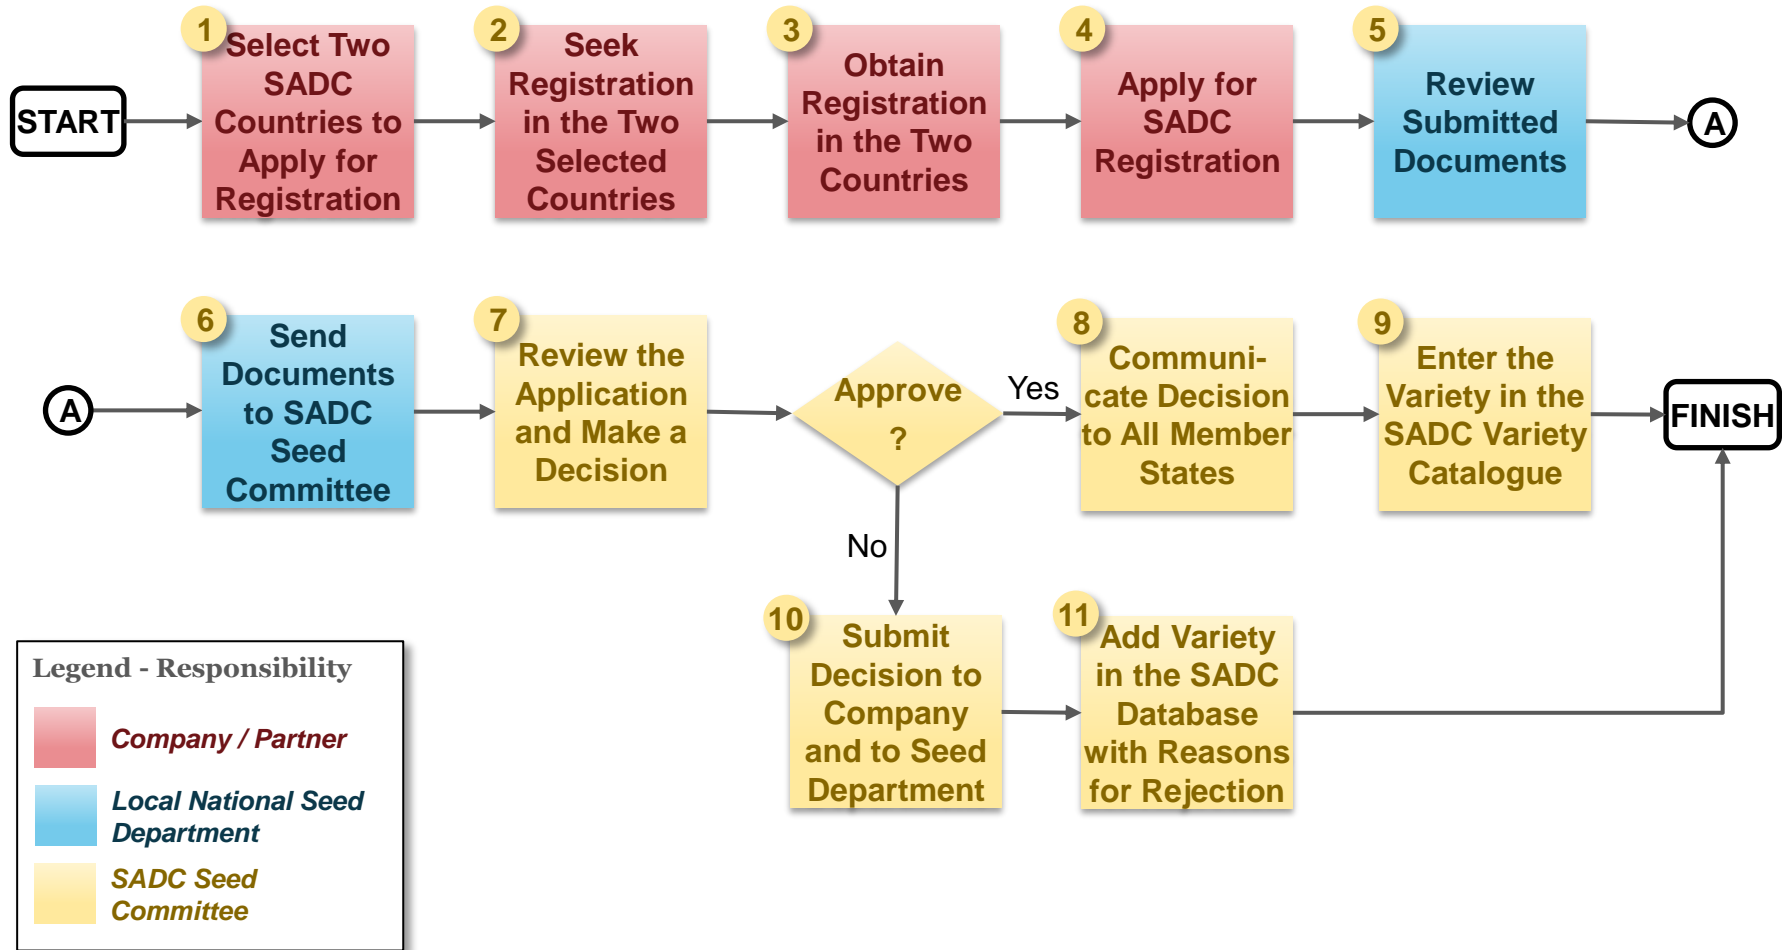 START
1
Select Two
SADC
Countries to
Apply for
Registration
2
Seek
Registration
in the Two
Selected
Countries
3
Obtain
Registration
in the Two
Countries
4
Apply for
SADC
Registration
5
Review
Submitted
Documents
A
A
6
Send
Documents
to SADC
Seed
Committee
7
Review the
Application
and Make a
Decision
Approve
?
Yes
8
Communi-
cate Decision
to All Member
States
9
Enter the
Variety in the
SADC Variety
Catalogue
FINISH
No
10
Submit
Decision to
Company
and to Seed
Department
11
Add Variety
in the SADC
Database
with Reasons
for Rejection
Legend - Responsibility
Company / Partner
Local National Seed
Department
SADC Seed
Committee